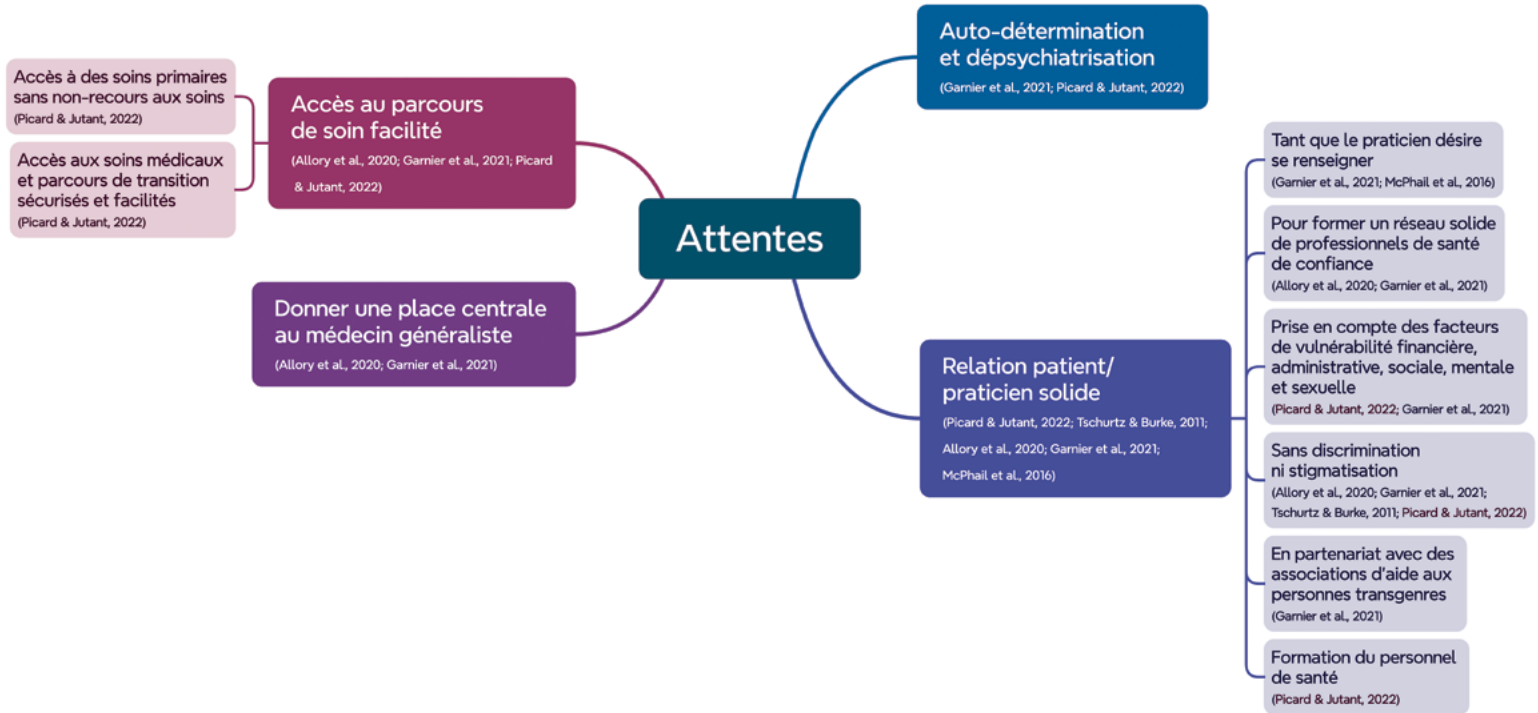 Attentes
Accès au parcours
de soin facilité
(Allory et al., 2020; Garnier et al., 2021; Picard
& Jutant, 2022)
Accès à des soins primaires
sans non-recours aux soins
(Picard & Jutant, 2022)
Accès aux soins médicaux
et parcours de transition
sécurisés et facilités
(Picard & Jutant, 2022)
Donner une place centrale
au médecin généraliste
(Allory et al., 2020; Garnier et al., 2021)
Auto-détermination
et dépsychiatrisation
(Garnier et al., 2021; Picard & Jutant, 2022)
Relation patient/
praticien solide
(Picard & Jutant, 2022; Tschurtz & Burke, 2011;
Allory et al., 2020; Garnier et al., 2021;
McPhail et al., 2016)
Tant que le praticien désire
se renseigner
(Garnier et al., 2021; McPhail et al., 2016)
Pour former un réseau solide
de professionnels de santé
de confiance
(Allory et al., 2020; Garnier et al., 2021)
Prise en compte des facteurs
de vulnérabilité financière,
administrative, sociale, mentale
et sexuelle
(Picard & Jutant, 2022; Garnier et al., 2021)
Sans discrimination
ni stigmatisation
(Allory et al., 2020; Garnier et al., 2021;
Tschurtz & Burke, 2011; Picard & Jutant, 2022)
En partenariat avec des
associations d'aide aux
personnes transgenres
(Garnier et al., 2021)
Formation du personnel
de santé
(Picard & Jutant, 2022)